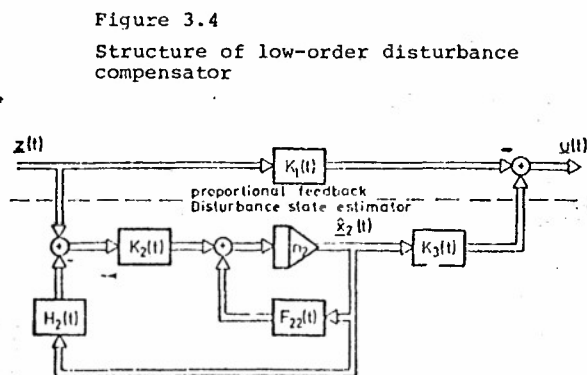 Figure 3.4
Structure of low-order disturbance
compensator
z(t)
K₁(t)
u(t)
proportional feedback
Disturbance state estimator
K₂(t)
x̂₂(t)
K₃(t)
H₂(t)
F₂₂(t)